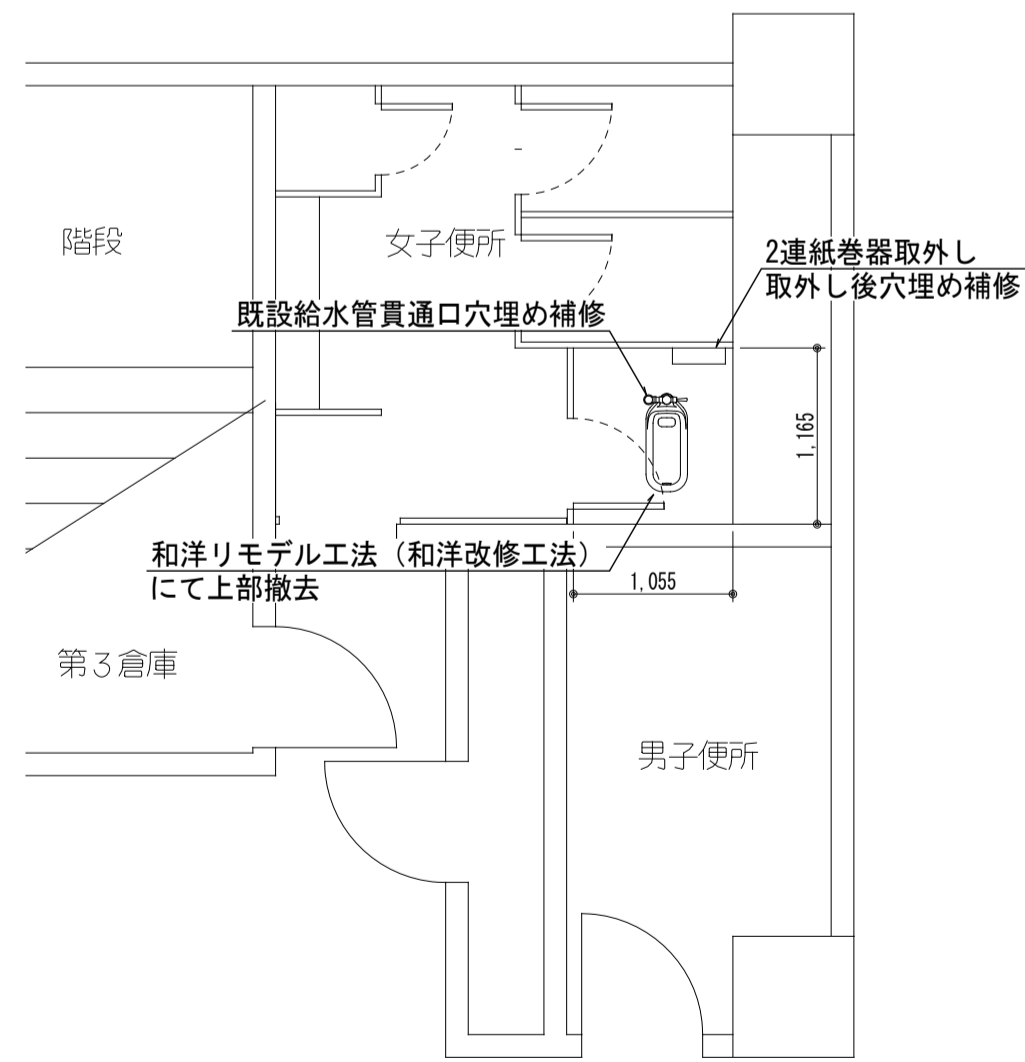 階段
女子便所
2連紙巻器取外し
取外し後穴埋め補修
既設給水管貫通口穴埋め補修
1,165
和洋リモデル工法（和洋改修工法）
にて上部撤去
1,055
第３倉庫
男子便所